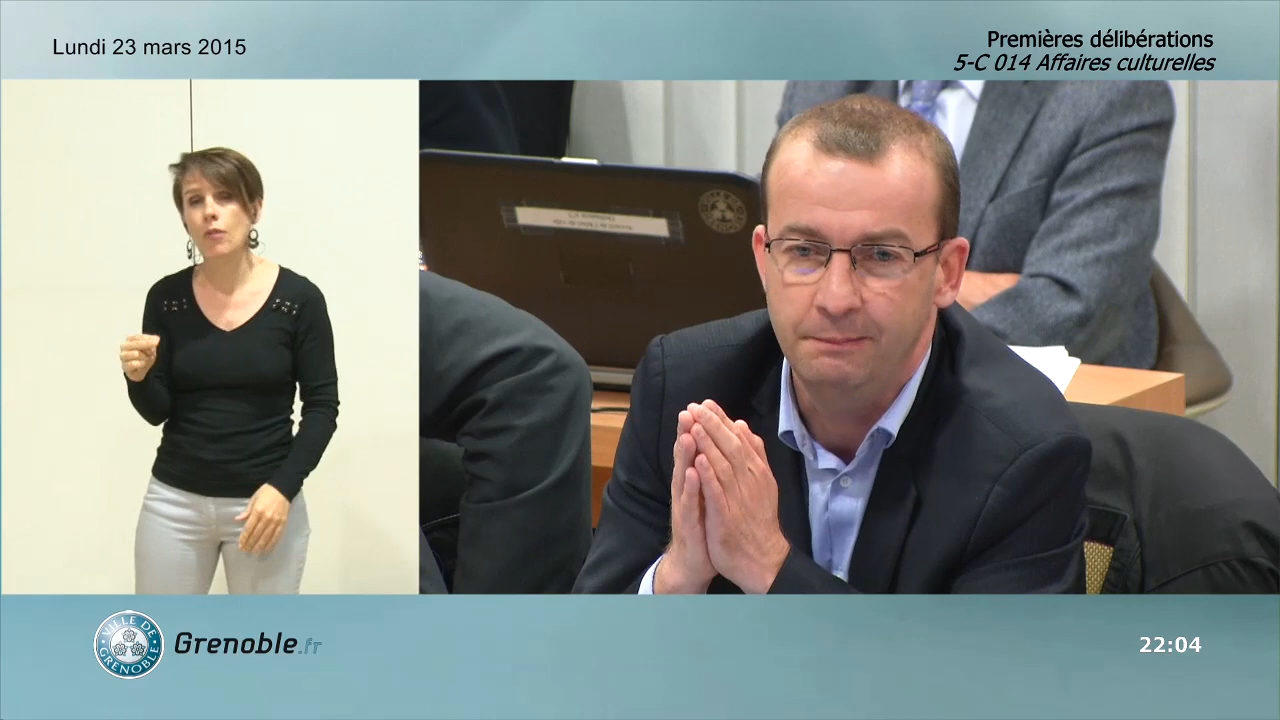 Lundi 23 mars 2015
Premières délibérations
5-C 014 Affaires culturelles
VILLE DE
GRENOBLE
Grenoble.fr
22:04